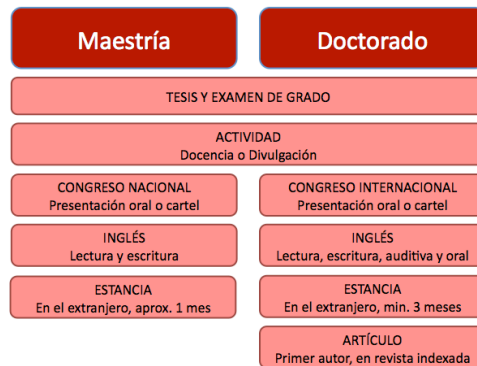 Maestría
Doctorado
TESIS Y EXAMEN DE GRADO
ACTIVIDAD
Docencia o Divulgación
CONGRESO NACIONAL
Presentación oral o cartel
CONGRESO INTERNACIONAL
Presentación oral o cartel
INGLÉS
Lectura y escritura
INGLÉS
Lectura, escritura, auditiva y oral
ESTANCIA
En el extranjero, aprox. 1 mes
ESTANCIA
En el extranjero, min. 3 meses
ARTÍCULO
Primer autor, en revista indexada